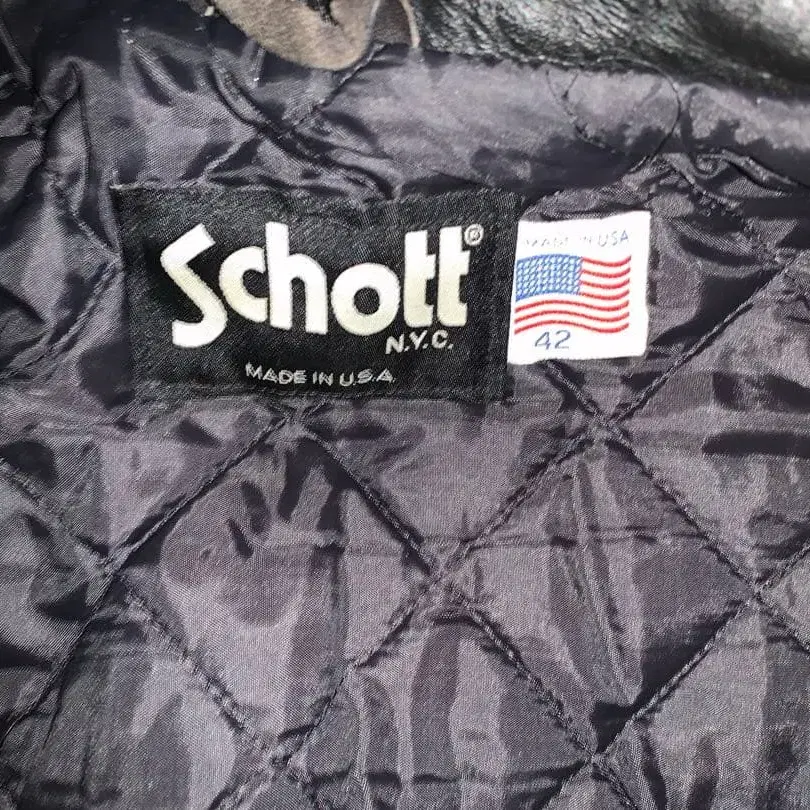 Schott®
N.Y.C.
MADE IN U.S.A.
MADE IN USA
42